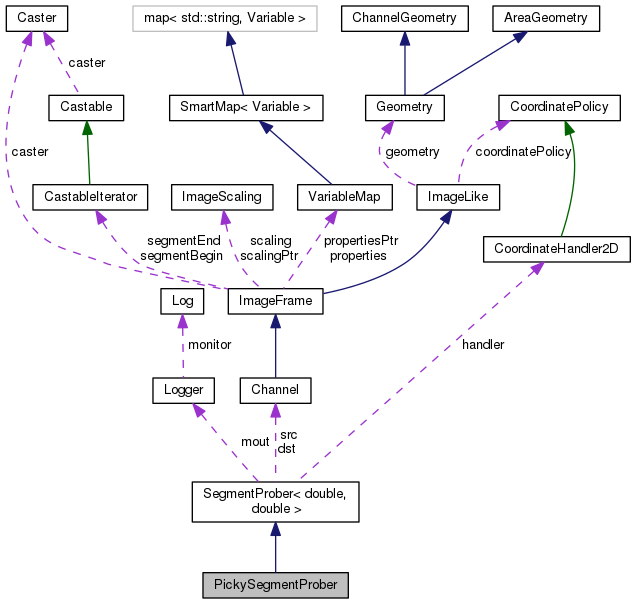 Caster
map< std::string, Variable >
ChannelGeometry
AreaGeometry
caster
Castable
SmartMap< Variable >
Geometry
CoordinatePolicy
caster
geometry
coordinatePolicy
CastableIterator
ImageScaling
VariableMap
ImageLike
segmentEnd
segmentBegin
scaling
scalingPtr
propertiesPtr
properties
CoordinateHandler2D
Log
ImageFrame
monitor
handler
Logger
Channel
mout
src
dst
SegmentProber< double,
double >
PickySegmentProber